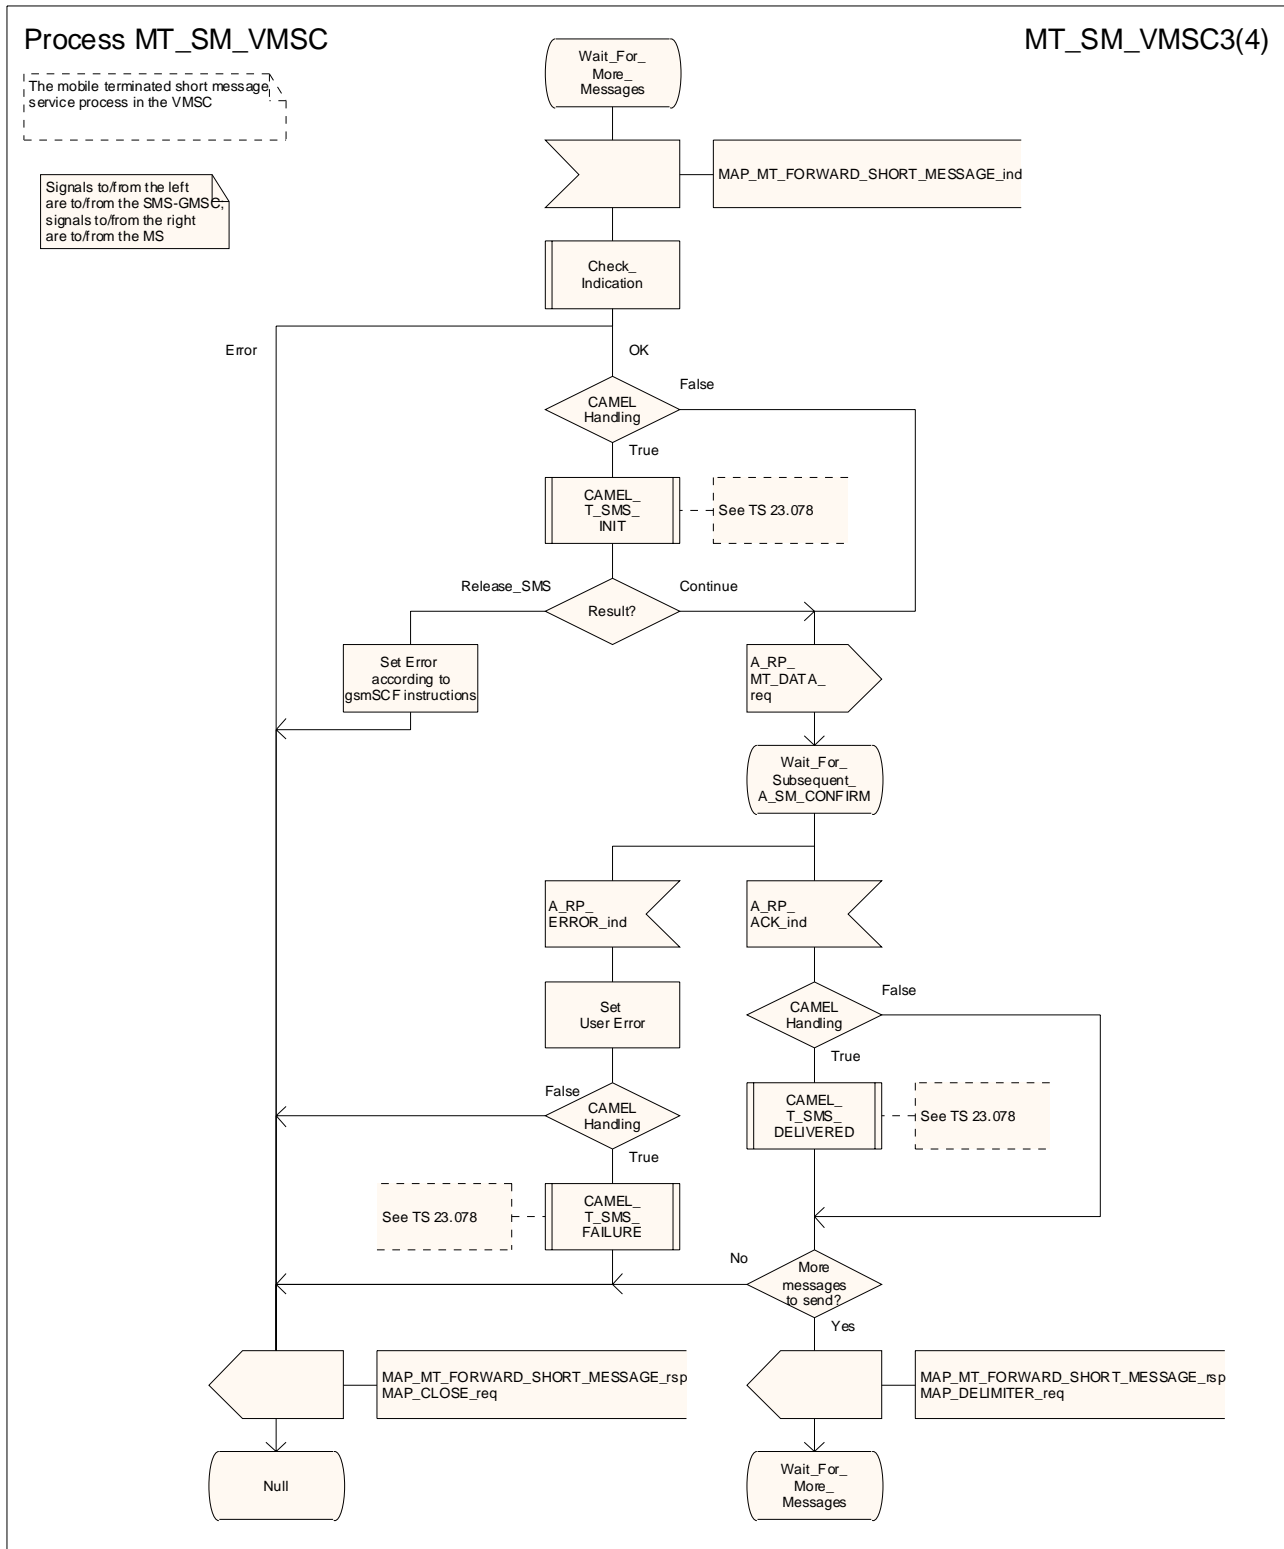 Process MT_SM_VMSC
MT_SM_VMSC3(4)
The mobile terminated short message
service process in the VMSC
Signals to/from the left
are to/from the SMS-GMSC;
signals to/from the right
are to/from the MS
Wait_For_
More_
Messages
MAP_MT_FORWARD_SHORT_MESSAGE_ind
Check_
Indication
Error
OK
CAMEL
Handling
False
True
CAMEL_
T_SMS_
INIT
See TS 23.078
Release_SMS
Result?
Continue
Set Error
according to
gsmSCF instructions
A_RP_
MT_DATA_
req
Wait_For_
Subsequent_
A_SM_CONFIRM
A_RP_
ERROR_ind
A_RP_
ACK_ind
Set
User Error
CAMEL
Handling
False
True
False
CAMEL
Handling
True
CAMEL_
T_SMS_
DELIVERED
See TS 23.078
See TS 23.078
CAMEL_
T_SMS_
FAILURE
No
More
messages
to send?
Yes
MAP_MT_FORWARD_SHORT_MESSAGE_rsp
MAP_CLOSE_req
MAP_MT_FORWARD_SHORT_MESSAGE_rsp
MAP_DELIMITER_req
Null
Wait_For_
More_
Messages